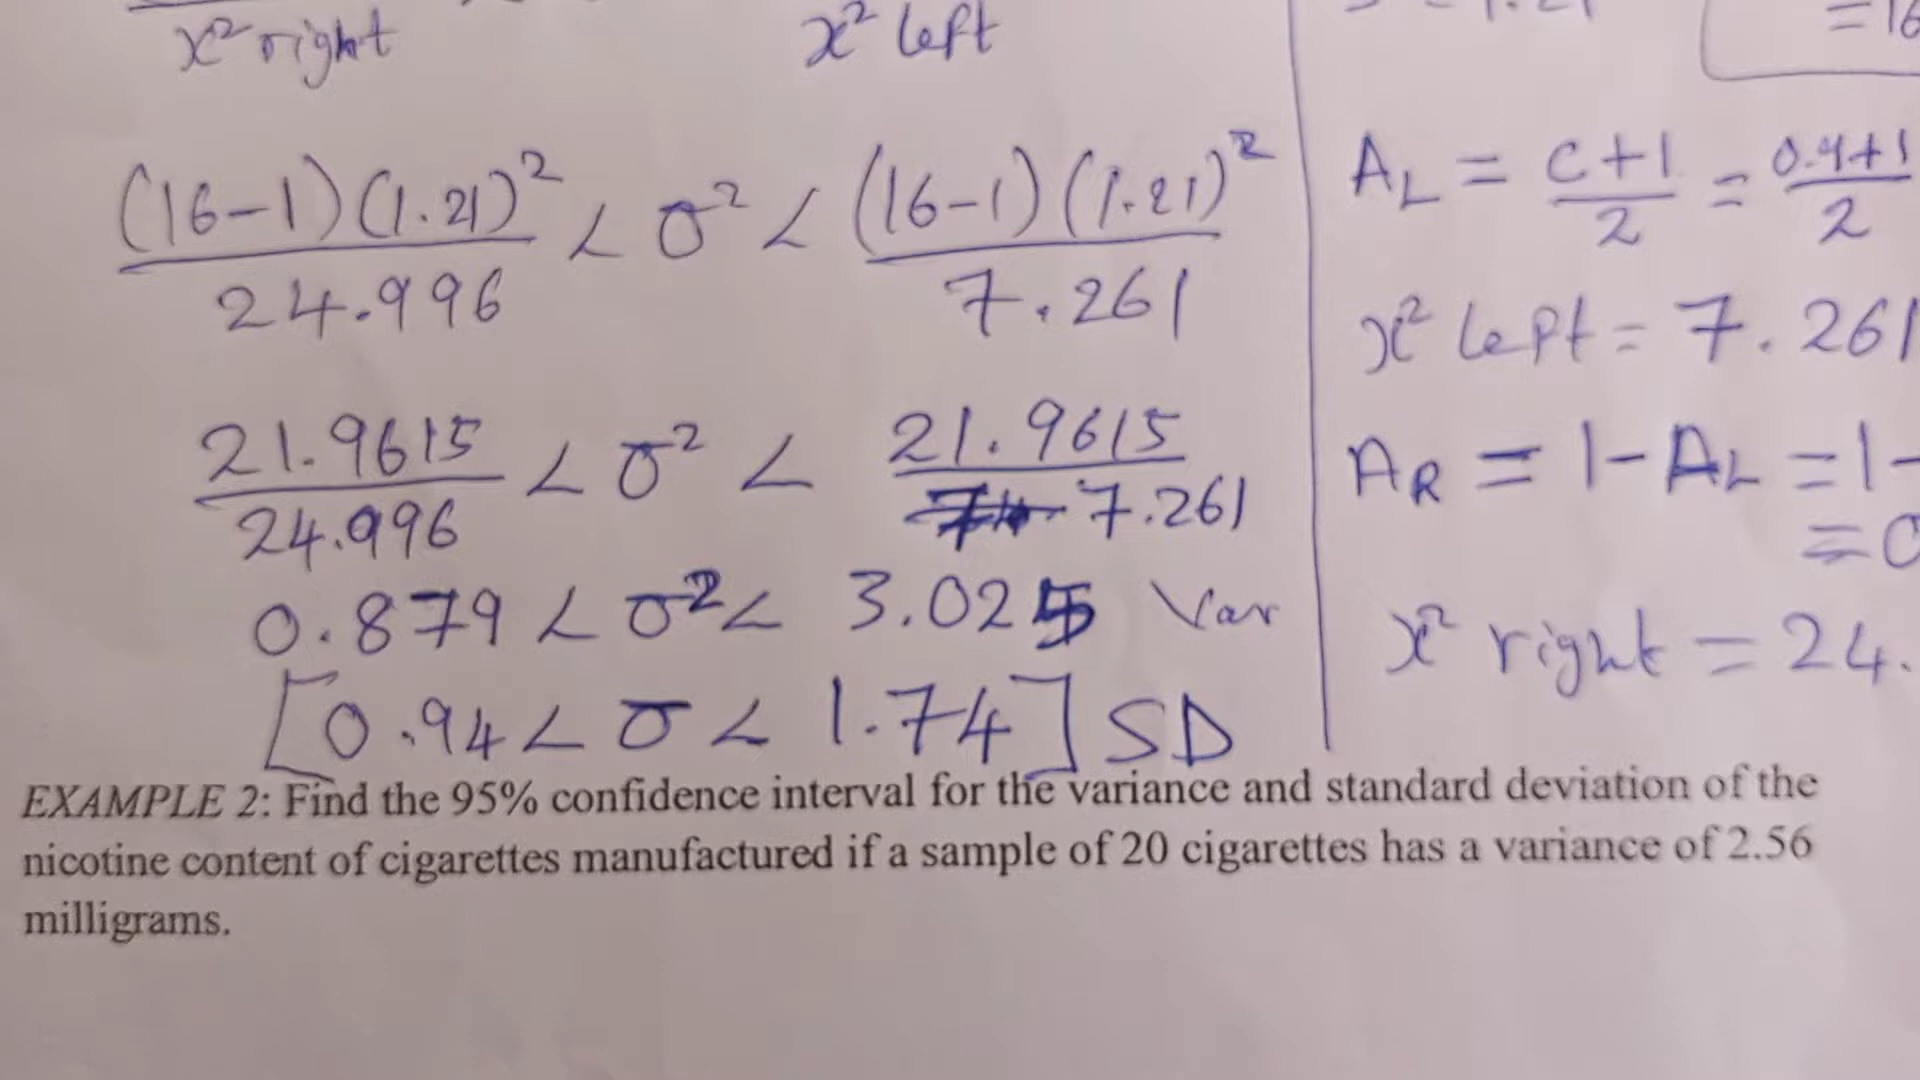 x² right x² left
(16-1)(1.21)² / 24.996 < σ² < (16-1)(1.21)² / 7.261
21.9615 / 24.996 < σ² < 21.9615 / 7.261
0.879 < σ² < 3.025 Var
[0.94 < σ < 1.74] SD
= 16
A_L = C+1 / 2 = 0.9+1 / 2
x² left = 7.261
A_R = 1 - A_L = 1 -
= 0
x² right = 24.
EXAMPLE 2: Find the 95% confidence interval for the variance and standard deviation of the
nicotine content of cigarettes manufactured if a sample of 20 cigarettes has a variance of 2.56
milligrams.